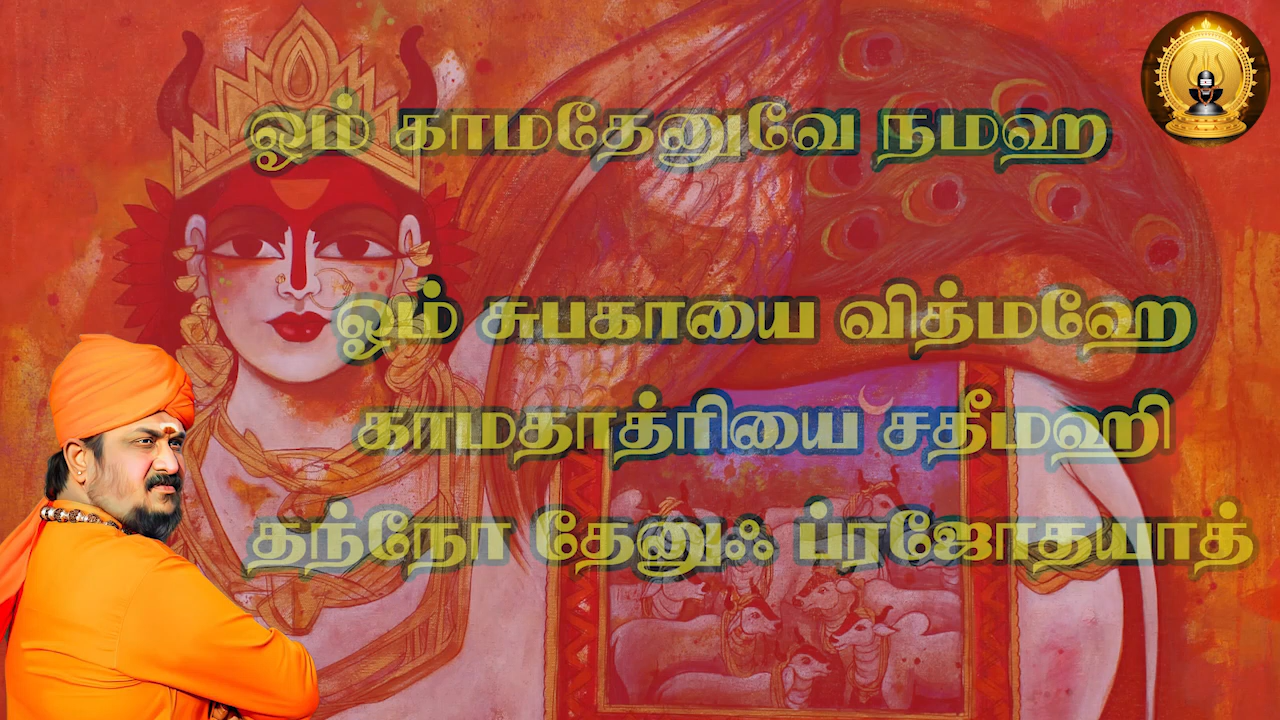 ஓம் காமதேனுவே நமஹ
ஓம் சுபகாயை வித்மஹே
காமதாத்ரியை சதீமஹி
தந்நோ தேனுஃ ப்ரஜோதயாத்